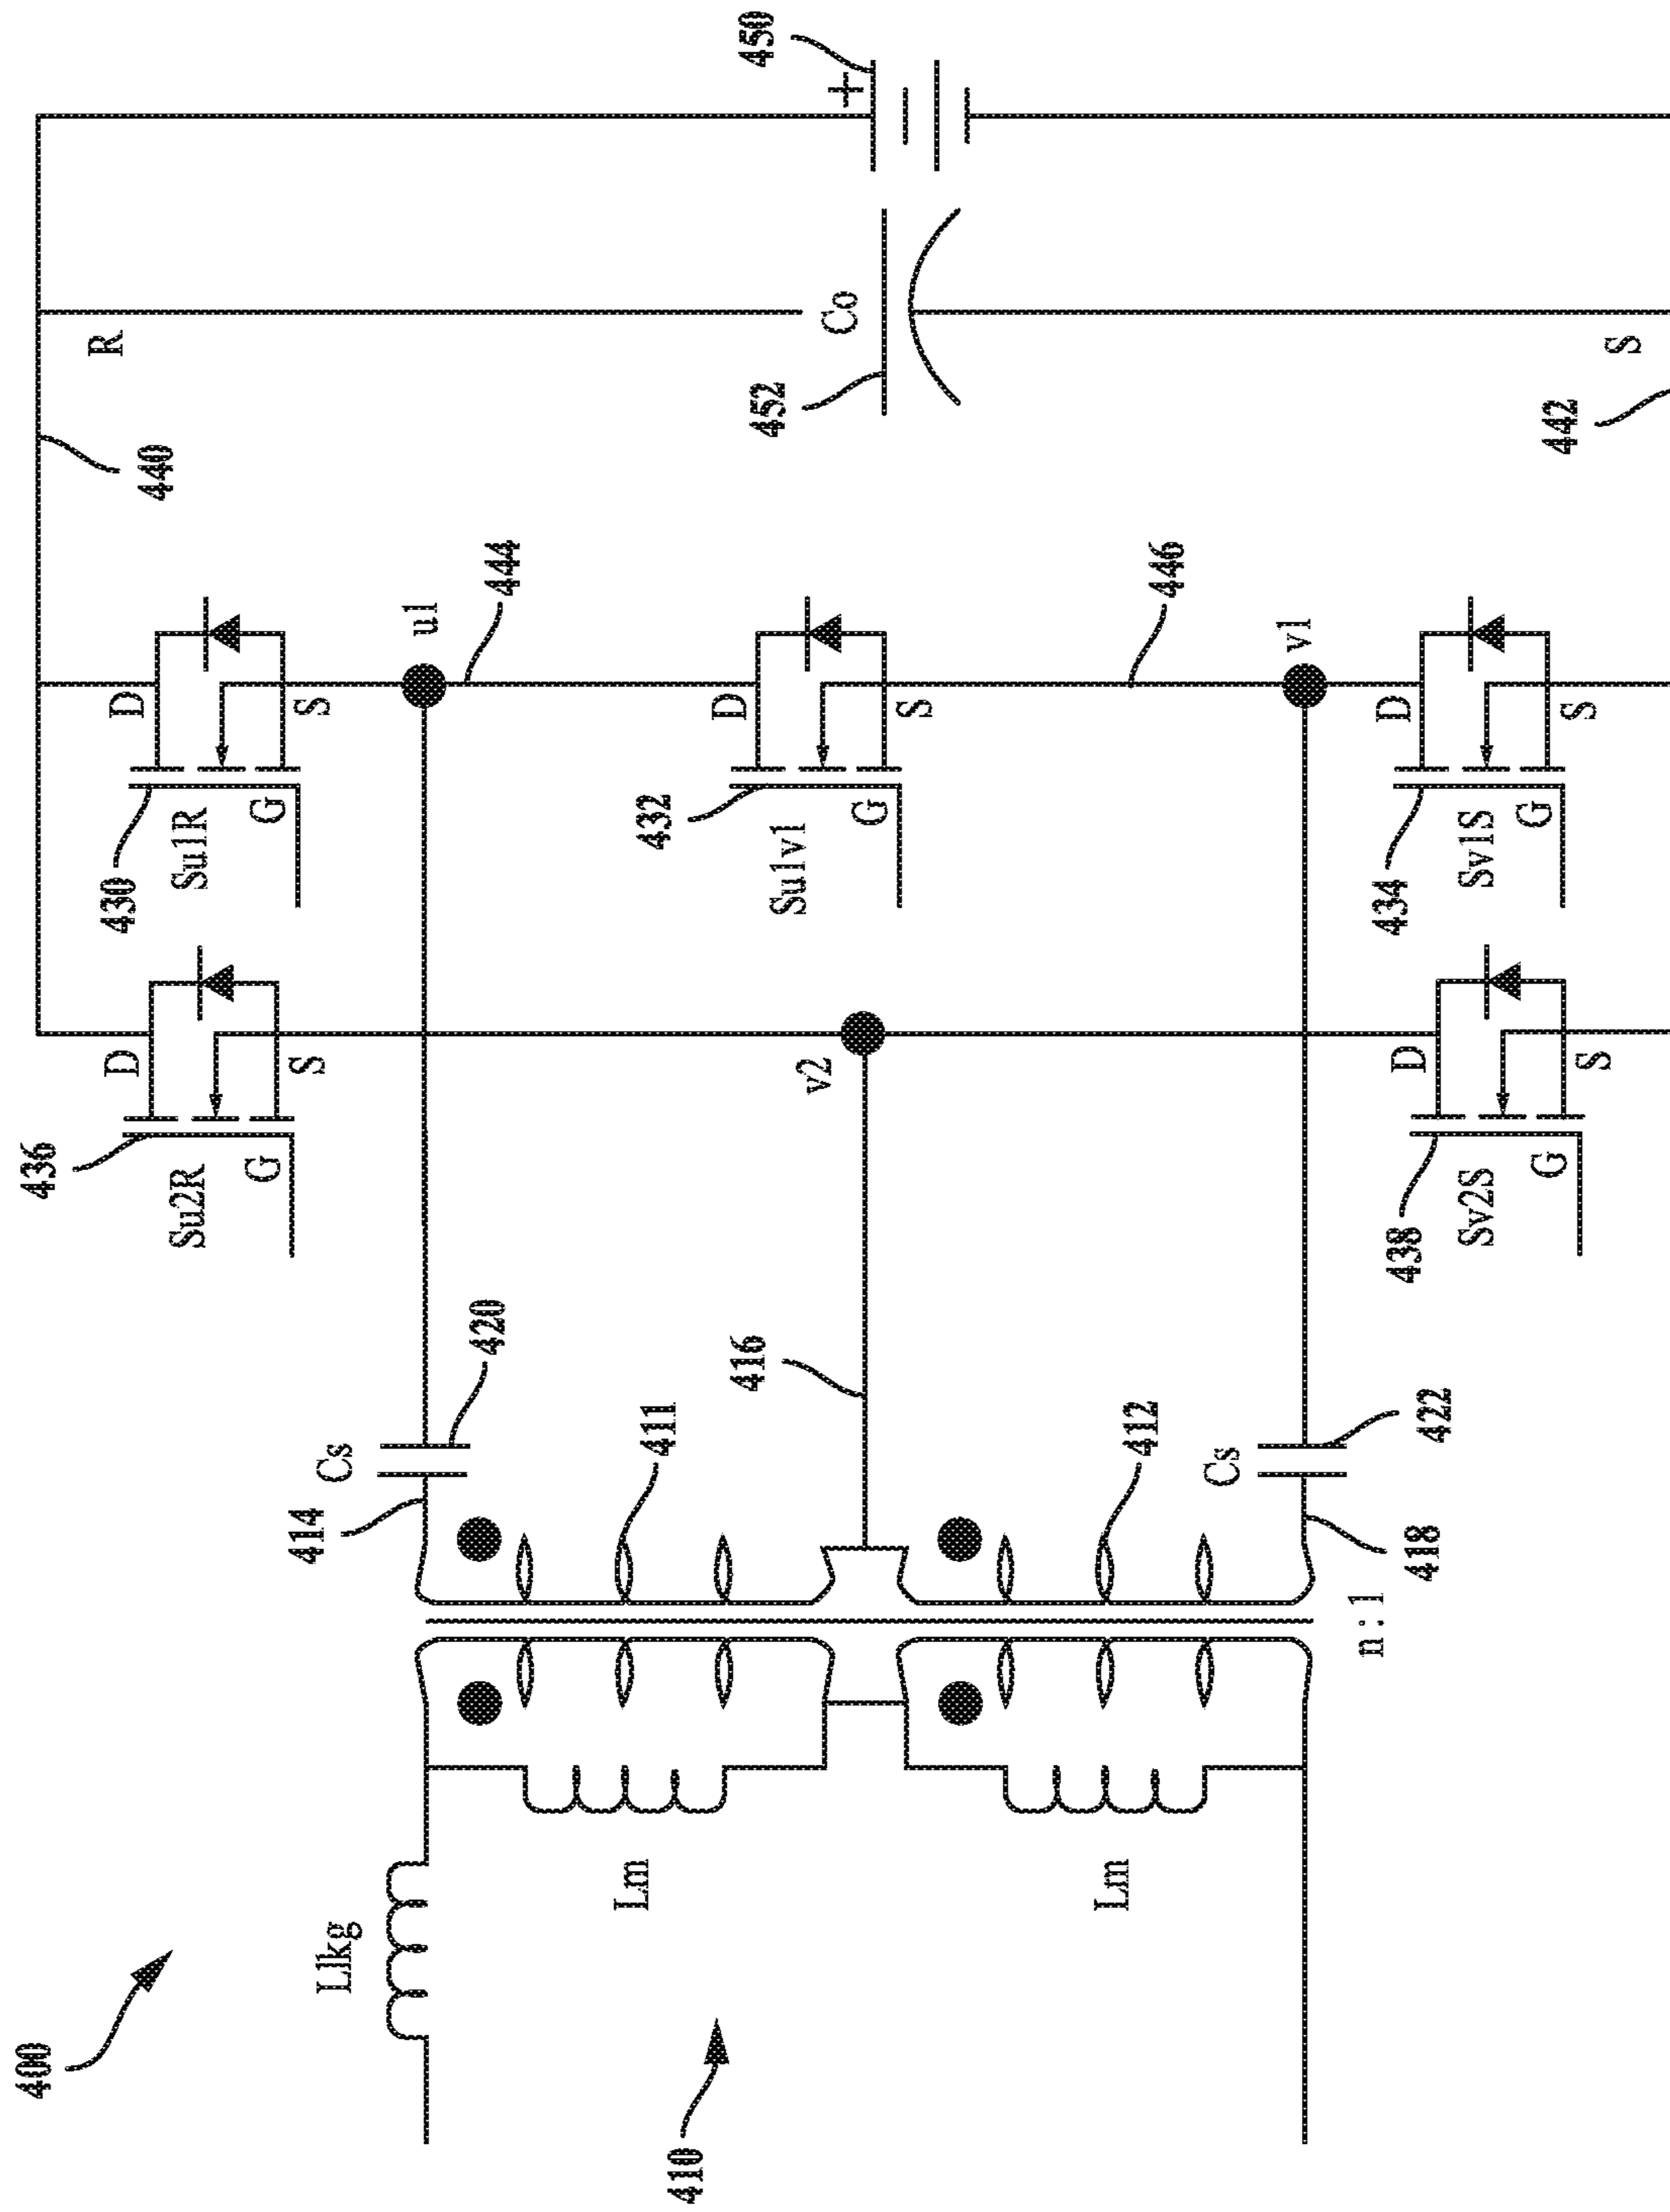 400
410
Llkg
Lm
Lm
n : 1
414
Cs
420
411
416
412
Cs
422
418
436
Su2R
D
G
S
v2
438
Sv2S
D
G
S
430
Su1R
D
G
S
u1
444
432
Su1v1
D
G
S
446
v1
434
Sv1S
D
G
S
440
R
452
Co
442
S
450
+